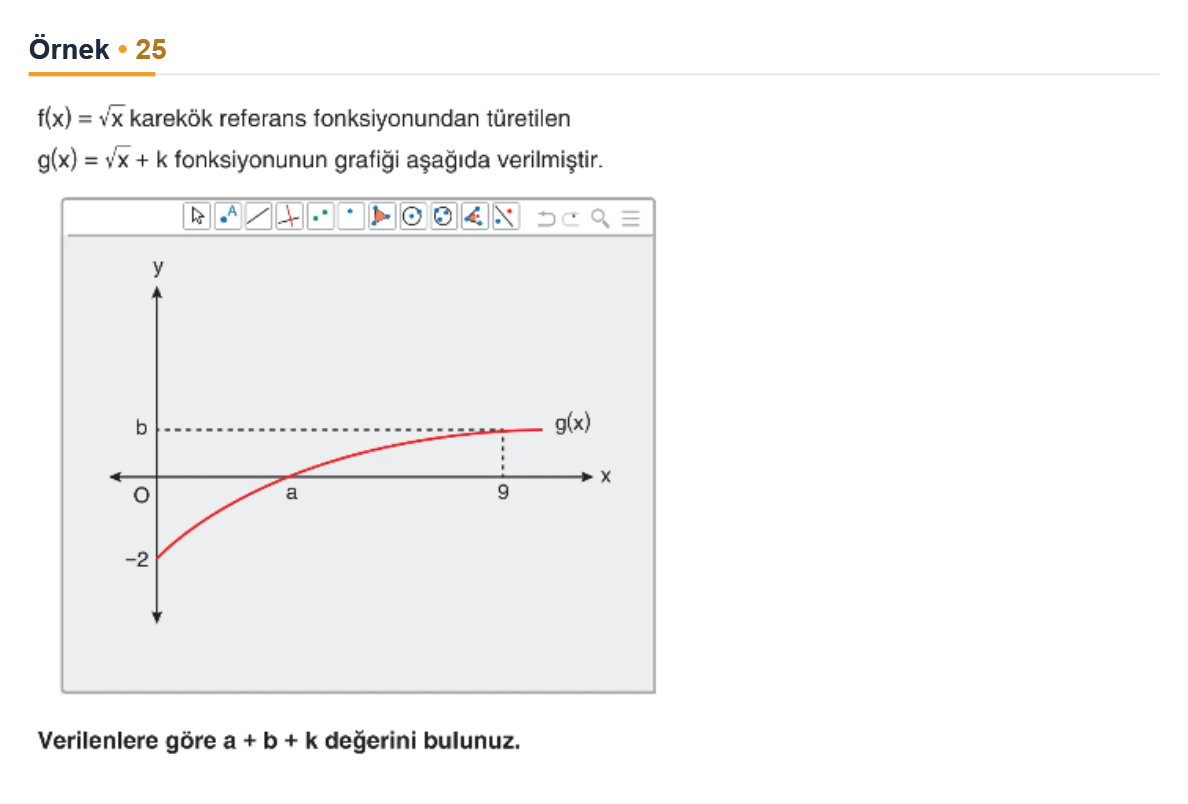 Örnek • 25
f(x) = √x karekök referans fonksiyonundan türetilen
g(x) = √x + k fonksiyonunun grafiği aşağıda verilmiştir.
A
y
b
g(x)
x
O
a
9
−2
Verilenlere göre a + b + k değerini bulunuz.